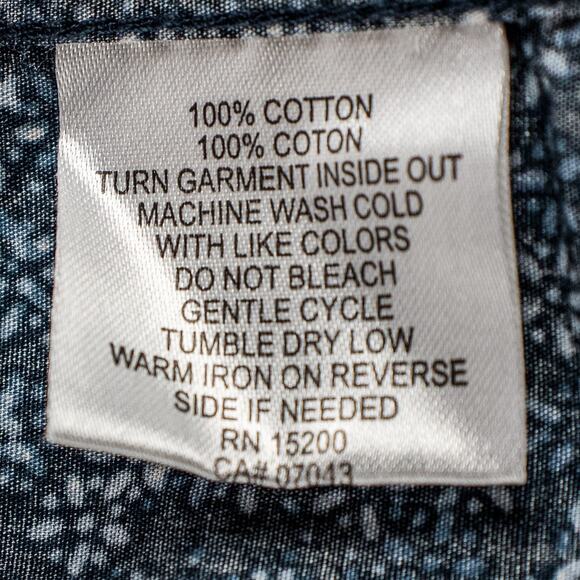 100% COTTON
100% COTON
TURN GARMENT INSIDE OUT
MACHINE WASH COLD
WITH LIKE COLORS
DO NOT BLEACH
GENTLE CYCLE
TUMBLE DRY LOW
WARM IRON ON REVERSE
SIDE IF NEEDED
RN 15200
CA# 07043